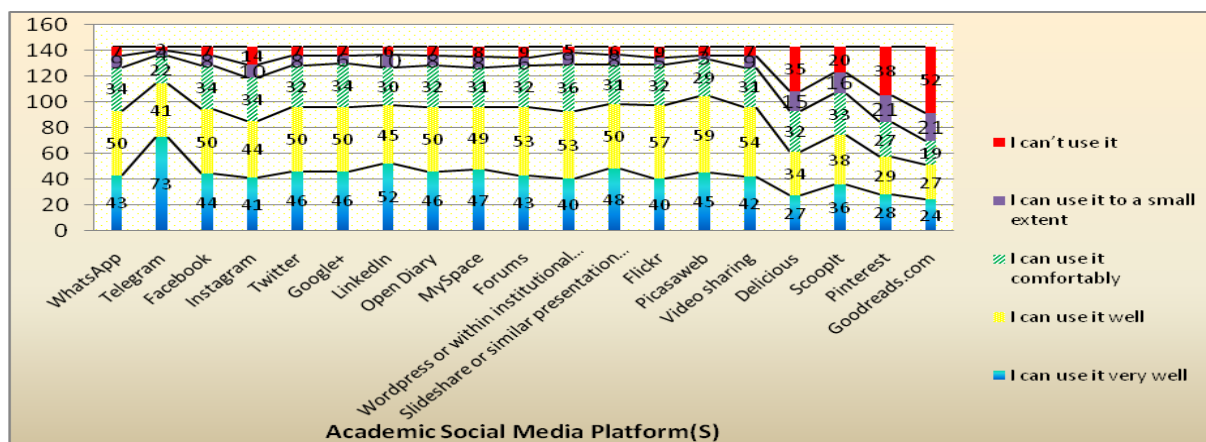 160
140
120
100
80
60
40
20
0
7 7 14 7 7 6 7 8 9 5 6 9 7 35 20 38 52
9 4 8 10 8 6 10 8 8 6 9 8 5 3 9 15 16 21 21
34 22 34 34 32 34 30 32 31 32 36 31 32 29 31 32 33 27 19
50 41 50 44 50 50 45 50 49 53 53 50 57 59 54 34 38 29 27
43 73 44 41 46 46 52 46 47 43 40 48 40 45 42 27 36 28 24
WhatsApp
Telegram
Facebook
Instagram
Twitter
Google+
LinkedIn
Open Diary
MySpace
Forums
Wordpress or within institutional...
Slideshare or similar presentation...
Flickr
Picasaweb
Video sharing
Delicious
ScoopIt
Pinterest
Goodreads.com
Academic Social Media Platform(S)
I can't use it
I can use it to a small
extent
I can use it
comfortably
I can use it well
I can use it very well